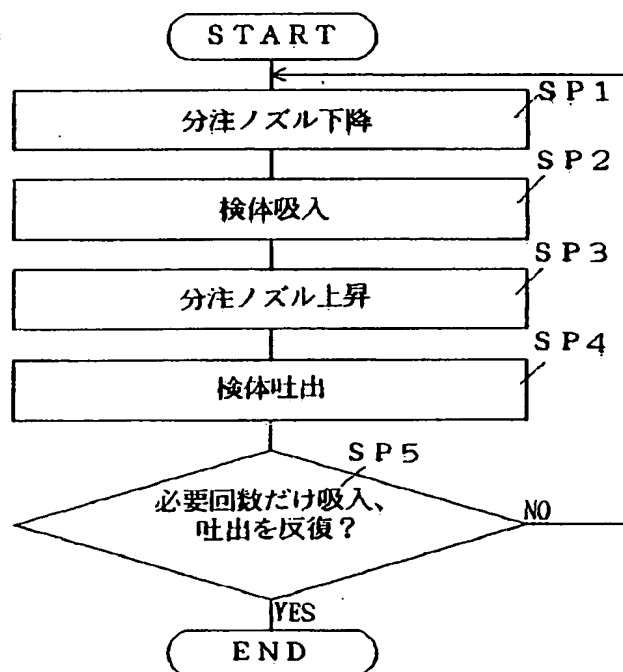 START
SP1
分注ノズル下降
SP2
検体吸入
SP3
分注ノズル上昇
SP4
検体吐出
SP5
必要回数だけ吸入、
吐出を反復?
NO
YES
END